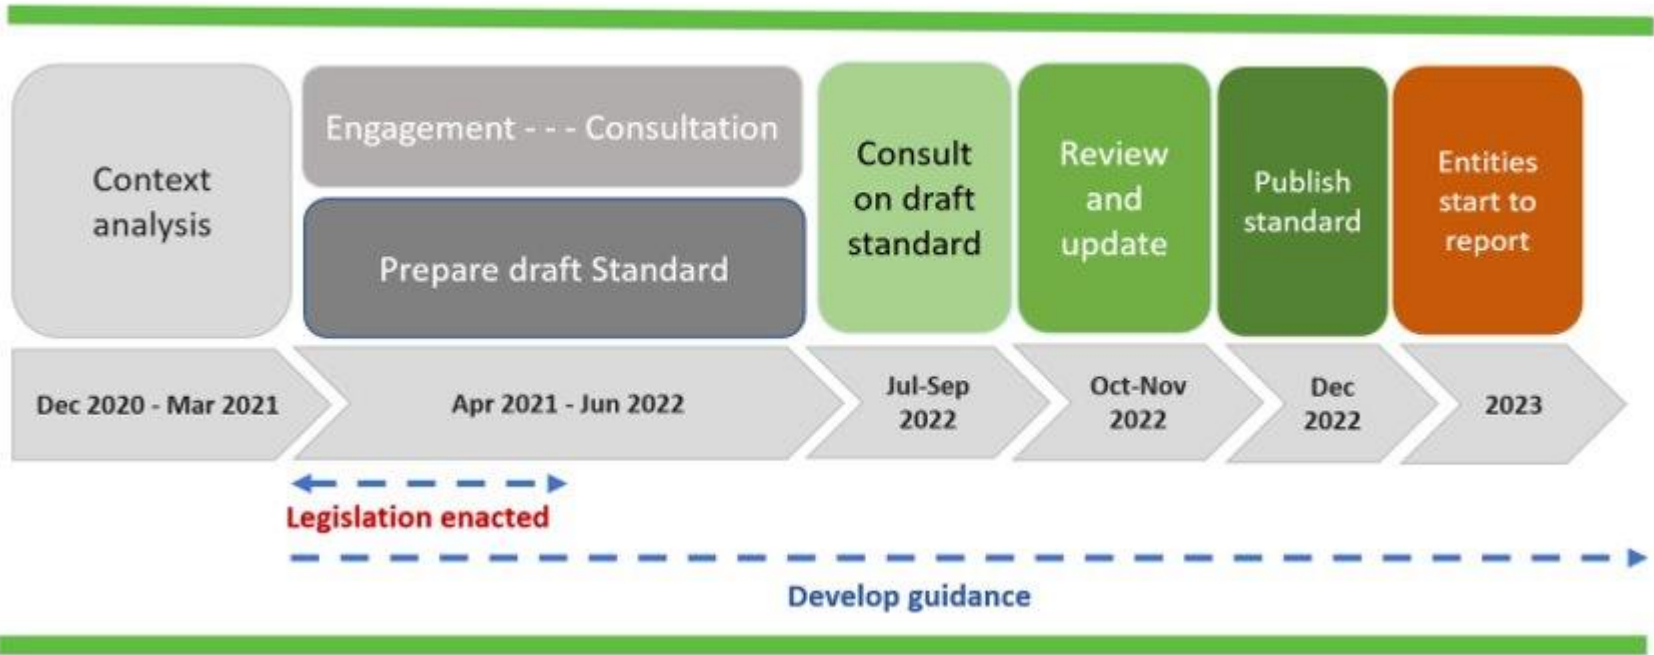 Context
analysis
Engagement - - - Consultation
Prepare draft Standard
Consult
on draft
standard
Review
and
update
Publish
standard
Entities
start to
report
Dec 2020 - Mar 2021
Apr 2021 - Jun 2022
Jul-Sep
2022
Oct-Nov
2022
Dec
2022
2023
Legislation enacted
Develop guidance